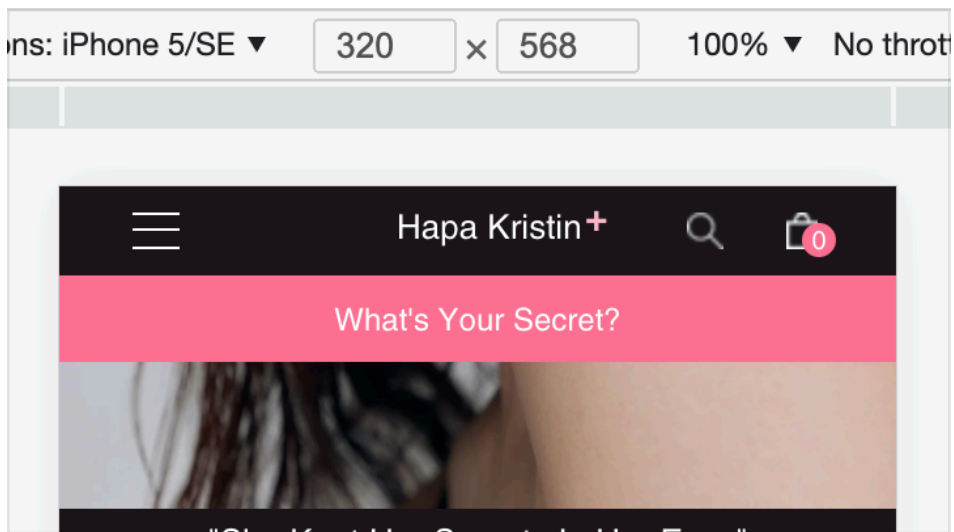 ons: iPhone 5/SE ▼ 320 × 568 100% ▼ No thrott
Hapa Kristin+ 0
What's Your Secret?